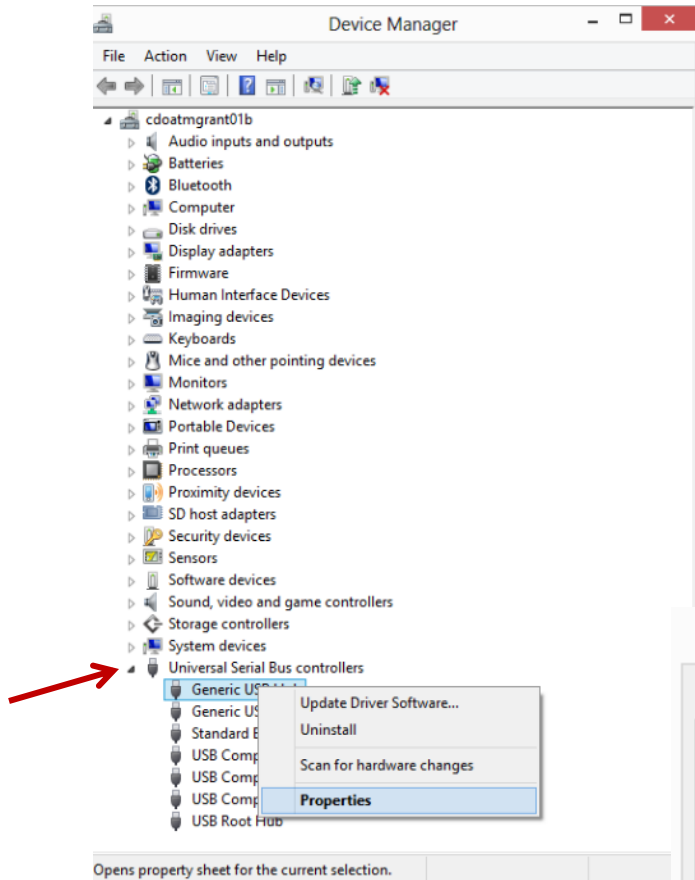 Device Manager
File Action View Help
cdoatmgrant01b
Audio inputs and outputs
Batteries
Bluetooth
Computer
Disk drives
Display adapters
Firmware
Human Interface Devices
Imaging devices
Keyboards
Mice and other pointing devices
Monitors
Network adapters
Portable Devices
Print queues
Processors
Proximity devices
SD host adapters
Security devices
Sensors
Software devices
Sound, video and game controllers
Storage controllers
System devices
Universal Serial Bus controllers
Generic USB Hub
Generic US
Standard E
USB Comp
USB Comp
USB Comp
USB Root Hub
Update Driver Software...
Uninstall
Scan for hardware changes
Properties
Opens property sheet for the current selection.